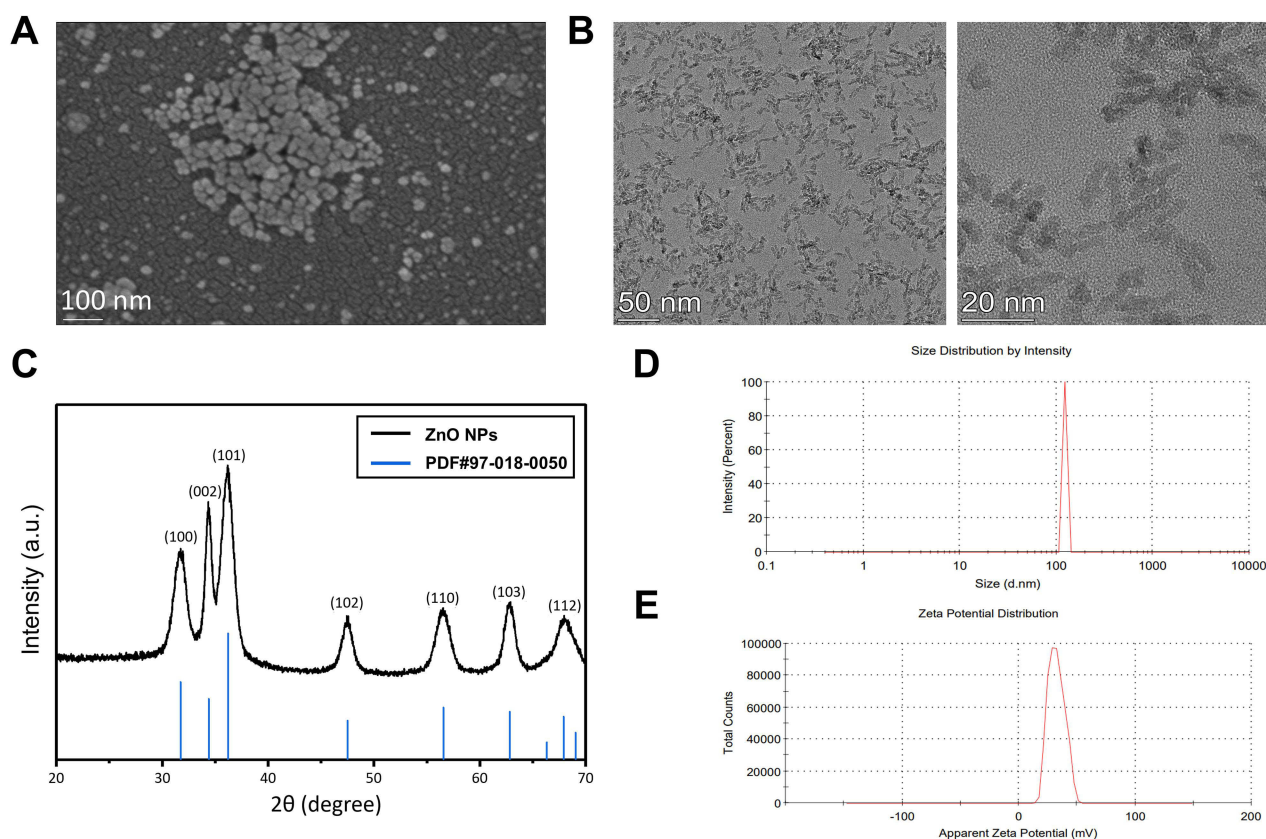 A
100 nm
B
50 nm
20 nm
C
Intensity (a.u.)
(100)
(002)
(101)
(102)
(110)
(103)
(112)
ZnO NPs
PDF#97-018-0050
20
30
40
50
60
70
2θ (degree)
D
Size Distribution by Intensity
Intensity (Percent)
100
80
60
40
20
0
0.1
1
10
100
1000
10000
Size (d.nm)
E
Zeta Potential Distribution
Total Counts
100000
80000
60000
40000
20000
0
-100
0
100
200
Apparent Zeta Potential (mV)